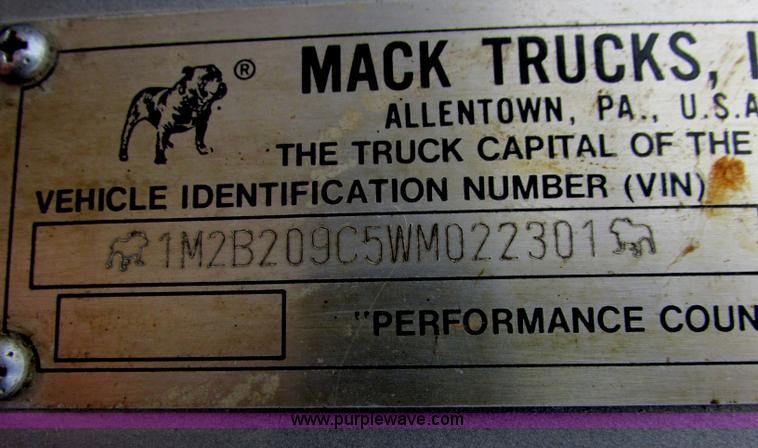 ® MACK TRUCKS,
ALLENTOWN, PA., U.S.A
THE TRUCK CAPITAL OF THE
VEHICLE IDENTIFICATION NUMBER (VIN)
1M2B209C5WM022301
"PERFORMANCE COUN
www.purplewave.com